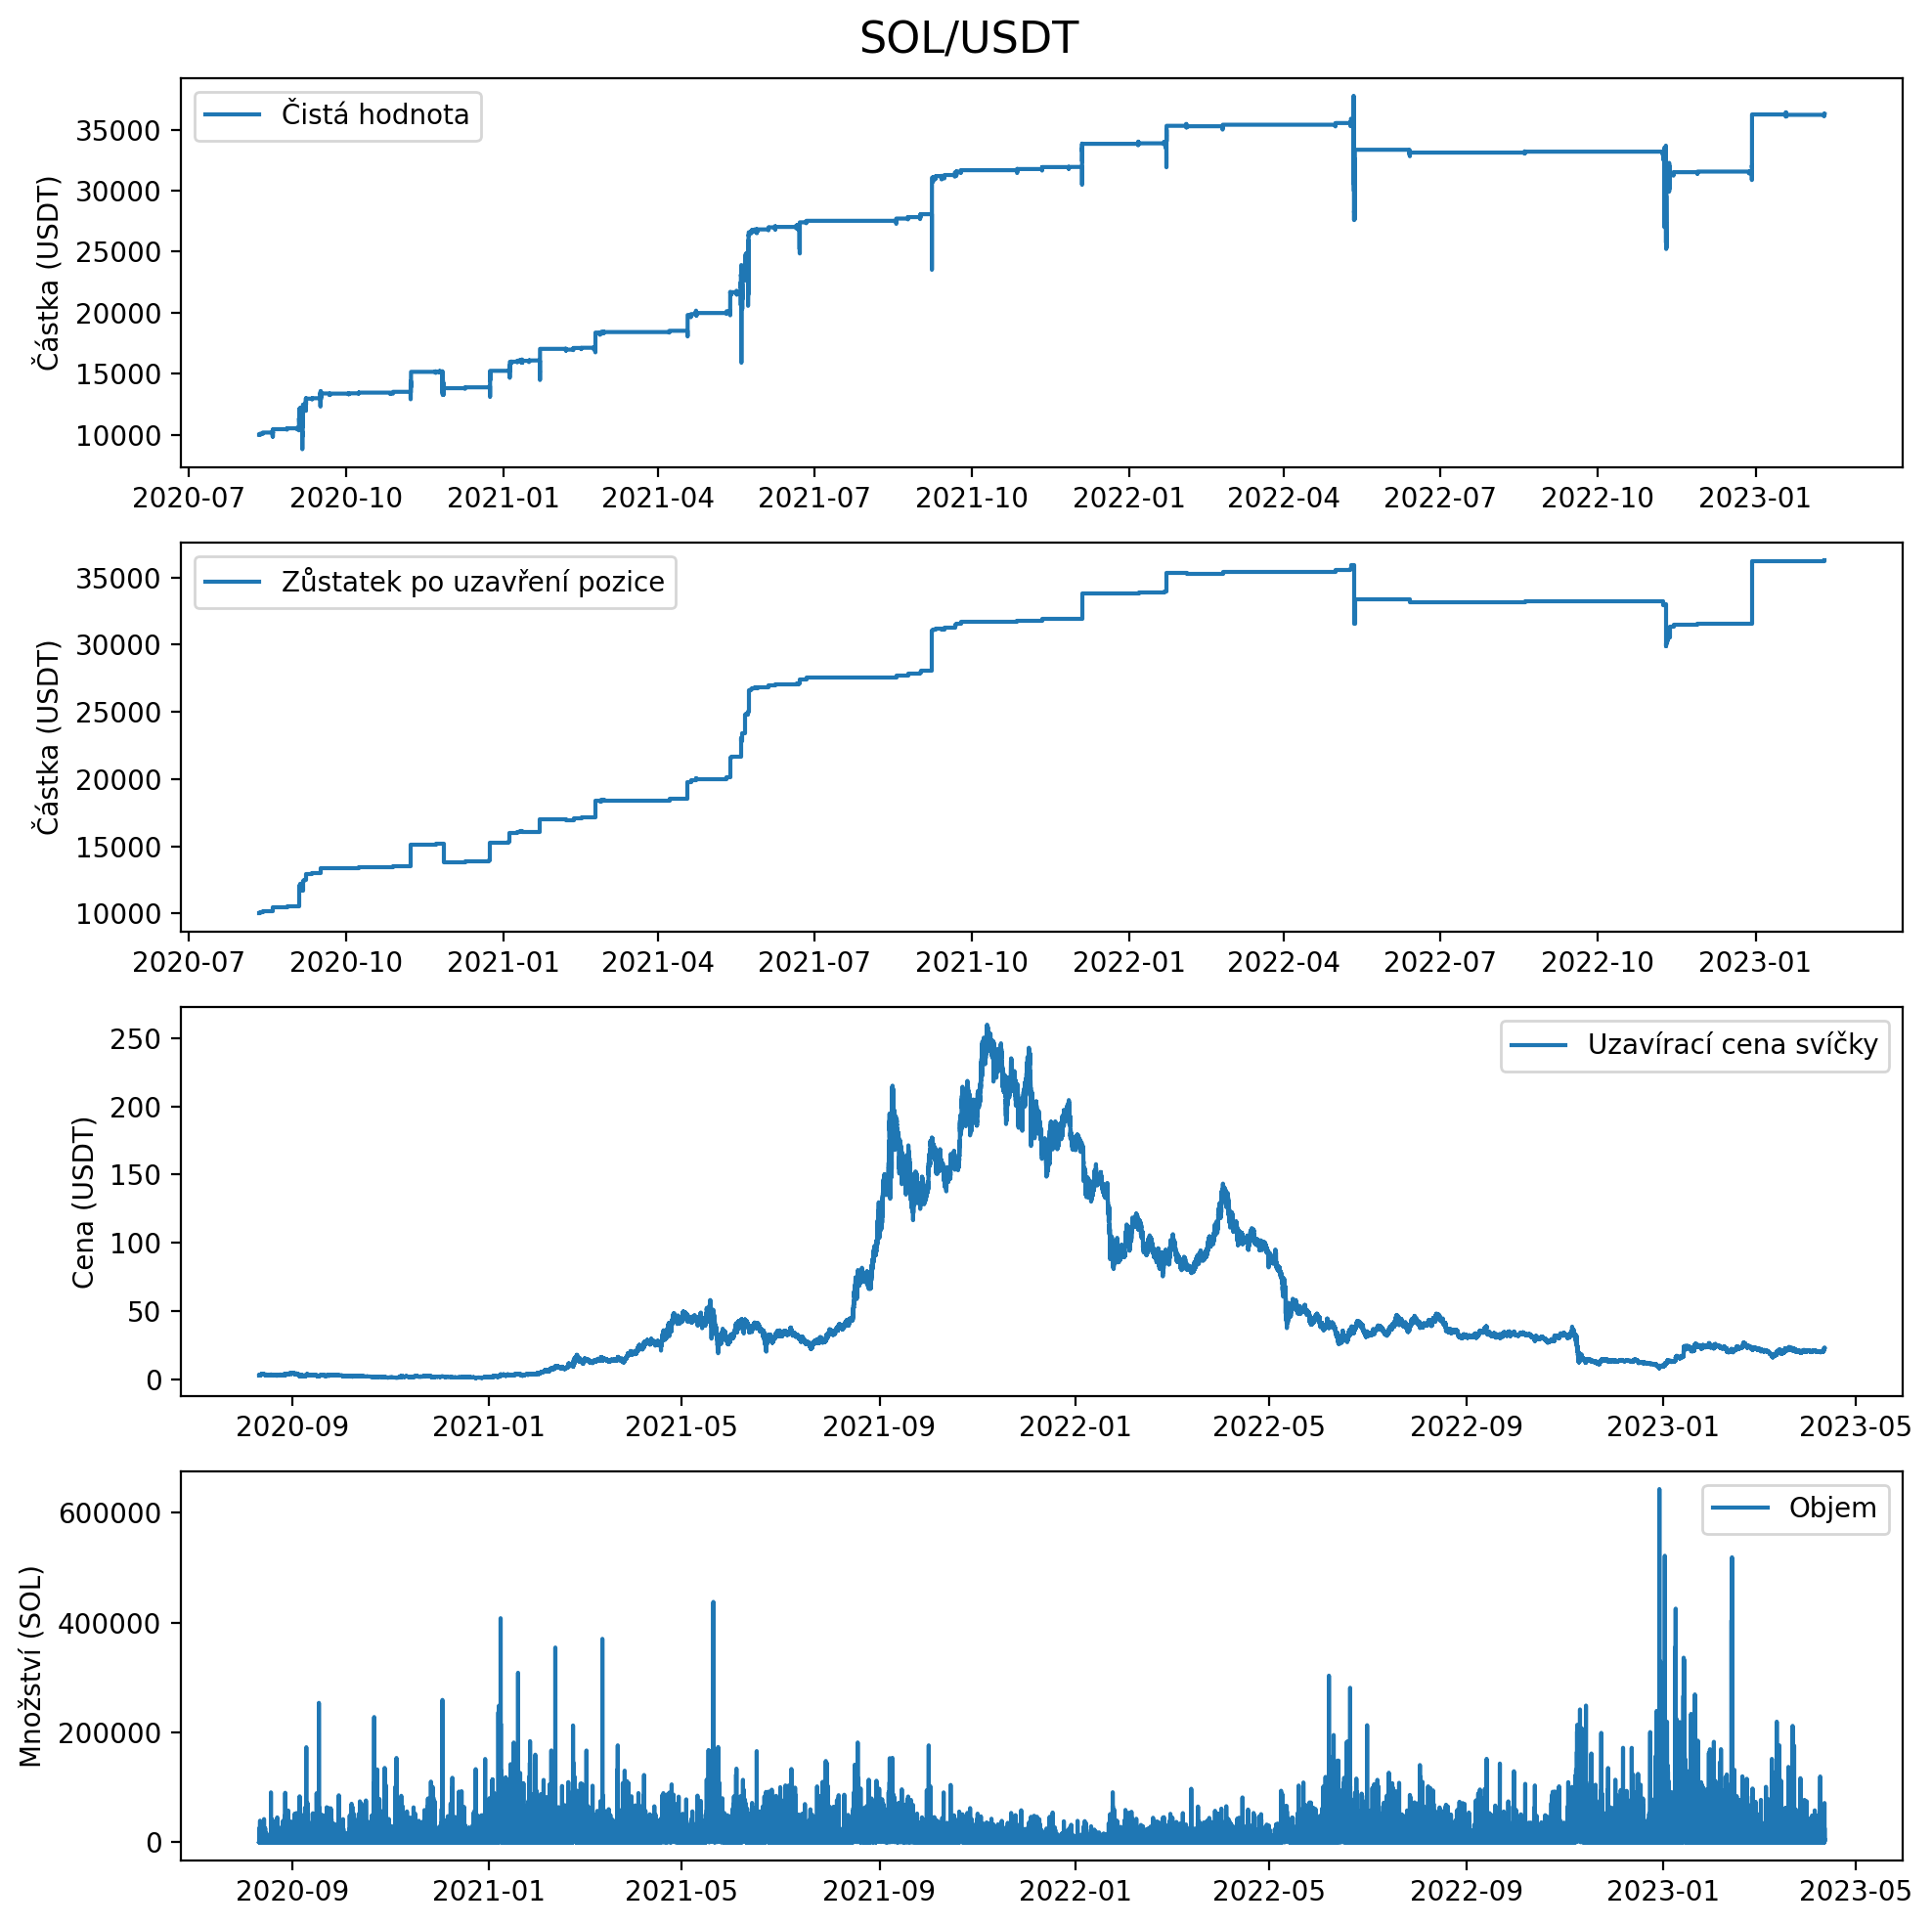 SOL/USDT
Čistá hodnota
Částka (USDT)
35000
30000
25000
20000
15000
10000
2020-07 2020-10 2021-01 2021-04 2021-07 2021-10 2022-01 2022-04 2022-07 2022-10 2023-01
Zůstatek po uzavření pozice
Částka (USDT)
35000
30000
25000
20000
15000
10000
2020-07 2020-10 2021-01 2021-04 2021-07 2021-10 2022-01 2022-04 2022-07 2022-10 2023-01
Uzavírací cena svíčky
Cena (USDT)
250
200
150
100
50
0
2020-09 2021-01 2021-05 2021-09 2022-01 2022-05 2022-09 2023-01 2023-05
Objem
Množství (SOL)
600000
400000
200000
0
2020-09 2021-01 2021-05 2021-09 2022-01 2022-05 2022-09 2023-01 2023-05